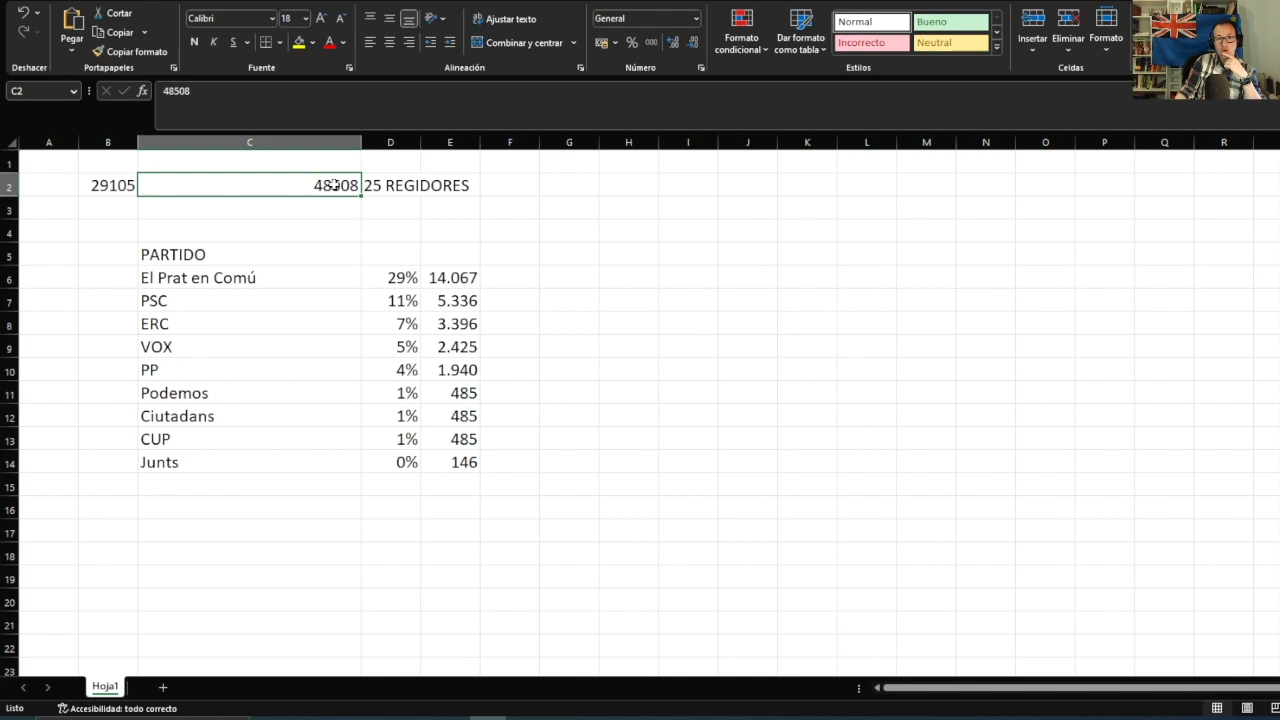 Cortar
Calibri 18
Ajustar texto
General
Normal Bueno
Pegar
Copiar
Copiar formato
N
Combinar y centrar
% 000
Formato condicional
Dar formato como tabla
Incorrecto Neutral
Insertar Eliminar Formato
Deshacer Portapapeles Fuente Alineación Número Estilos Celdas
C2 fx 48508
A B C D E F G H I J K L M N O P Q R
1
2 29105 48508 25 REGIDORES
3
4
5 PARTIDO
6 El Prat en Comú 29% 14.067
7 PSC 11% 5.336
8 ERC 7% 3.396
9 VOX 5% 2.425
10 PP 4% 1.940
11 Podemos 1% 485
12 Ciutadans 1% 485
13 CUP 1% 485
14 Junts 0% 146
15
16
17
18
19
20
21
22
23
Hoja1
Listo Accesibilidad: todo correcto